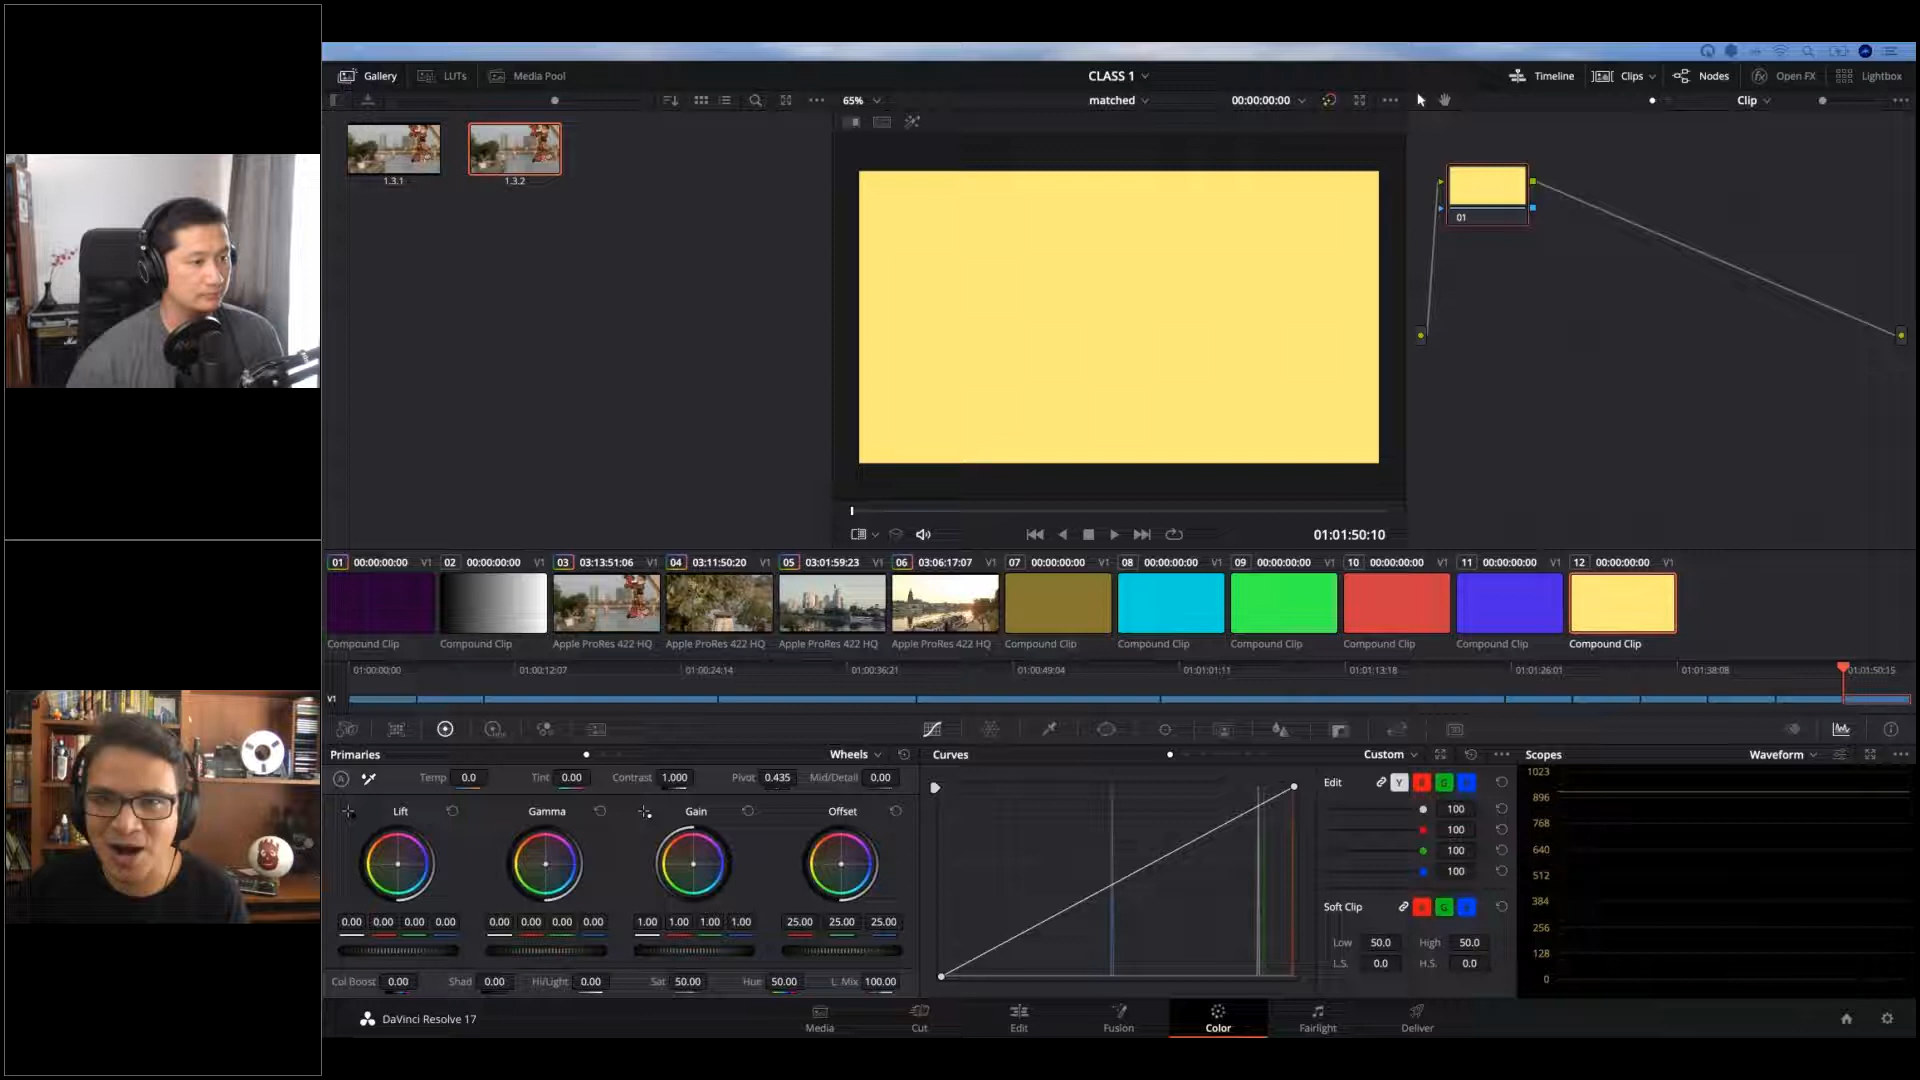 Gallery LUTs Media Pool CLASS 1 Timeline Clips Nodes Open FX Lightbox
65% matched 00:00:00:00 Clip
1.3.1 1.3.2
01
01:01:50:10
01 00:00:00:00 V1 02 00:00:00:00 V1 03 03:13:51:06 V1 04 03:11:50:20 V1 05 03:01:59:23 V1 06 03:06:17:07 V1 07 00:00:00:00 V1 08 00:00:00:00 V1 09 00:00:00:00 V1 10 00:00:00:00 V1 11 00:00:00:00 V1 12 00:00:00:00 V1
Compound Clip Compound Clip Apple ProRes 422 HQ Apple ProRes 422 HQ Apple ProRes 422 HQ Apple ProRes 422 HQ Compound Clip Compound Clip Compound Clip Compound Clip Compound Clip Compound Clip
01:00:00:00 01:00:12:07 01:00:24:14 01:00:36:21 01:00:49:04 01:01:01:11 01:01:13:18 01:01:26:01 01:01:38:08 01:01:50:15
V1
Primaries Wheels Curves Custom Scopes Waveform
Temp 0.0 Tint 0.00 Contrast 1.000 Pivot 0.435 Mid/Detail 0.00
Lift Gamma Gain Offset
0.00 0.00 0.00 0.00 0.00 0.00 0.00 0.00 1.00 1.00 1.00 1.00 25.00 25.00 25.00
Col Boost 0.00 Shad 0.00 Hi/Light 0.00 Sat 50.00 Hue 50.00 L. Mix 100.00
Edit Y R G B
100
100
100
100
Soft Clip R G B
Low 50.0 High 50.0
L.S. 0.0 H.S. 0.0
1023
896
768
640
512
384
256
128
0
DaVinci Resolve 17 Media Cut Edit Fusion Color Fairlight Deliver